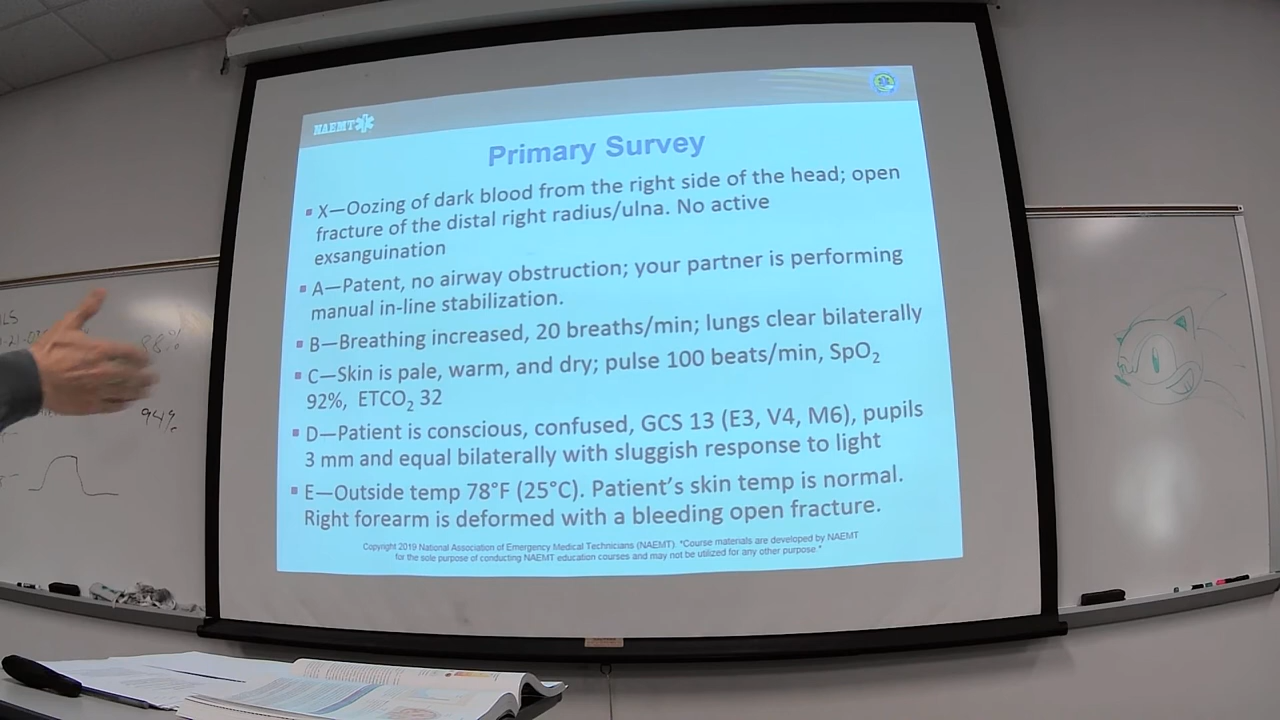 NAEMT
Primary Survey
X—Oozing of dark blood from the right side of the head; open
fracture of the distal right radius/ulna. No active
exsanguination
A—Patent, no airway obstruction; your partner is performing
manual in-line stabilization.
B—Breathing increased, 20 breaths/min; lungs clear bilaterally
C—Skin is pale, warm, and dry; pulse 100 beats/min, SpO₂
92%, ETCO₂ 32
D—Patient is conscious, confused, GCS 13 (E3, V4, M6), pupils
3 mm and equal bilaterally with sluggish response to light
E—Outside temp 78°F (25°C). Patient's skin temp is normal.
Right forearm is deformed with a bleeding open fracture.
Copyright 2019 National Association of Emergency Medical Technicians (NAEMT) "Course materials are developed by NAEMT
for the sole purpose of conducting NAEMT education courses and may not be utilized for any other purpose"
88%
94%